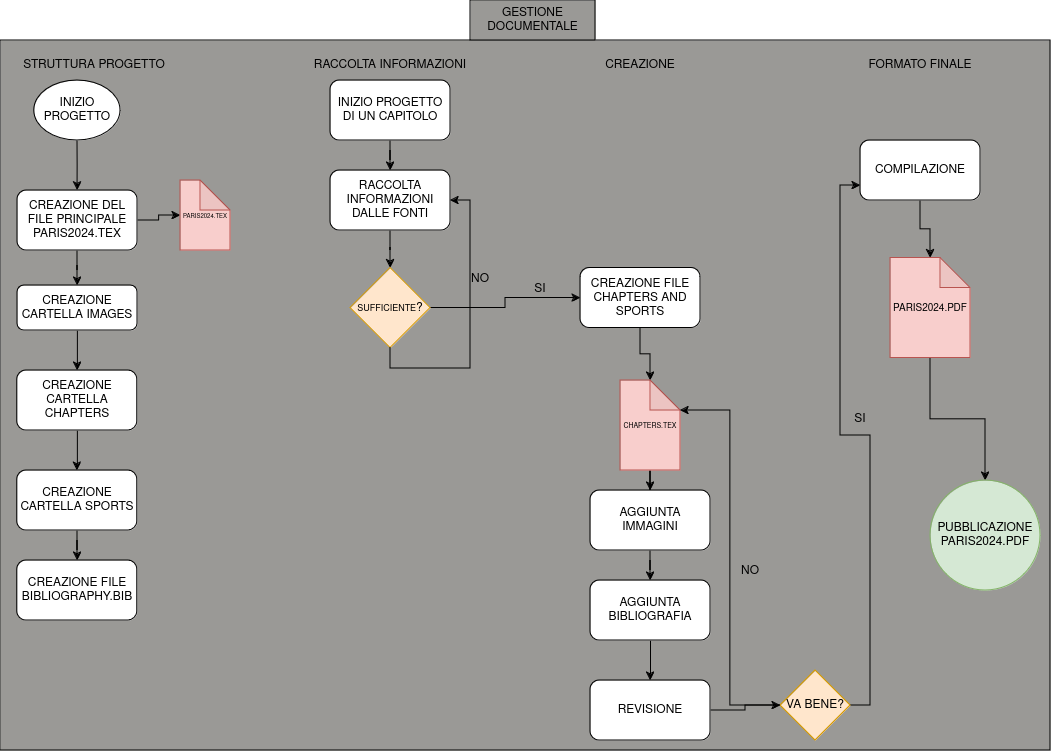 GESTIONE
DOCUMENTALE
STRUTTURA PROGETTO
INIZIO
PROGETTO
CREAZIONE DEL
FILE PRINCIPALE
PARIS2024.TEX
PARIS2024.TEX
CREAZIONE
CARTELLA IMAGES
CREAZIONE
CARTELLA
CHAPTERS
CREAZIONE
CARTELLA SPORTS
CREAZIONE FILE
BIBLIOGRAPHY.BIB
RACCOLTA INFORMAZIONI
INIZIO PROGETTO
DI UN CAPITOLO
RACCOLTA
INFORMAZIONI
DALLE FONTI
NO
SUFFICIENTE?
SI
CREAZIONE
CREAZIONE FILE
CHAPTERS AND
SPORTS
CHAPTERS.TEX
AGGIUNTA
IMMAGINI
AGGIUNTA
BIBLIOGRAFIA
REVISIONE
NO
VA BENE?
SI
FORMATO FINALE
COMPILAZIONE
PARIS2024.PDF
PUBBLICAZIONE
PARIS2024.PDF